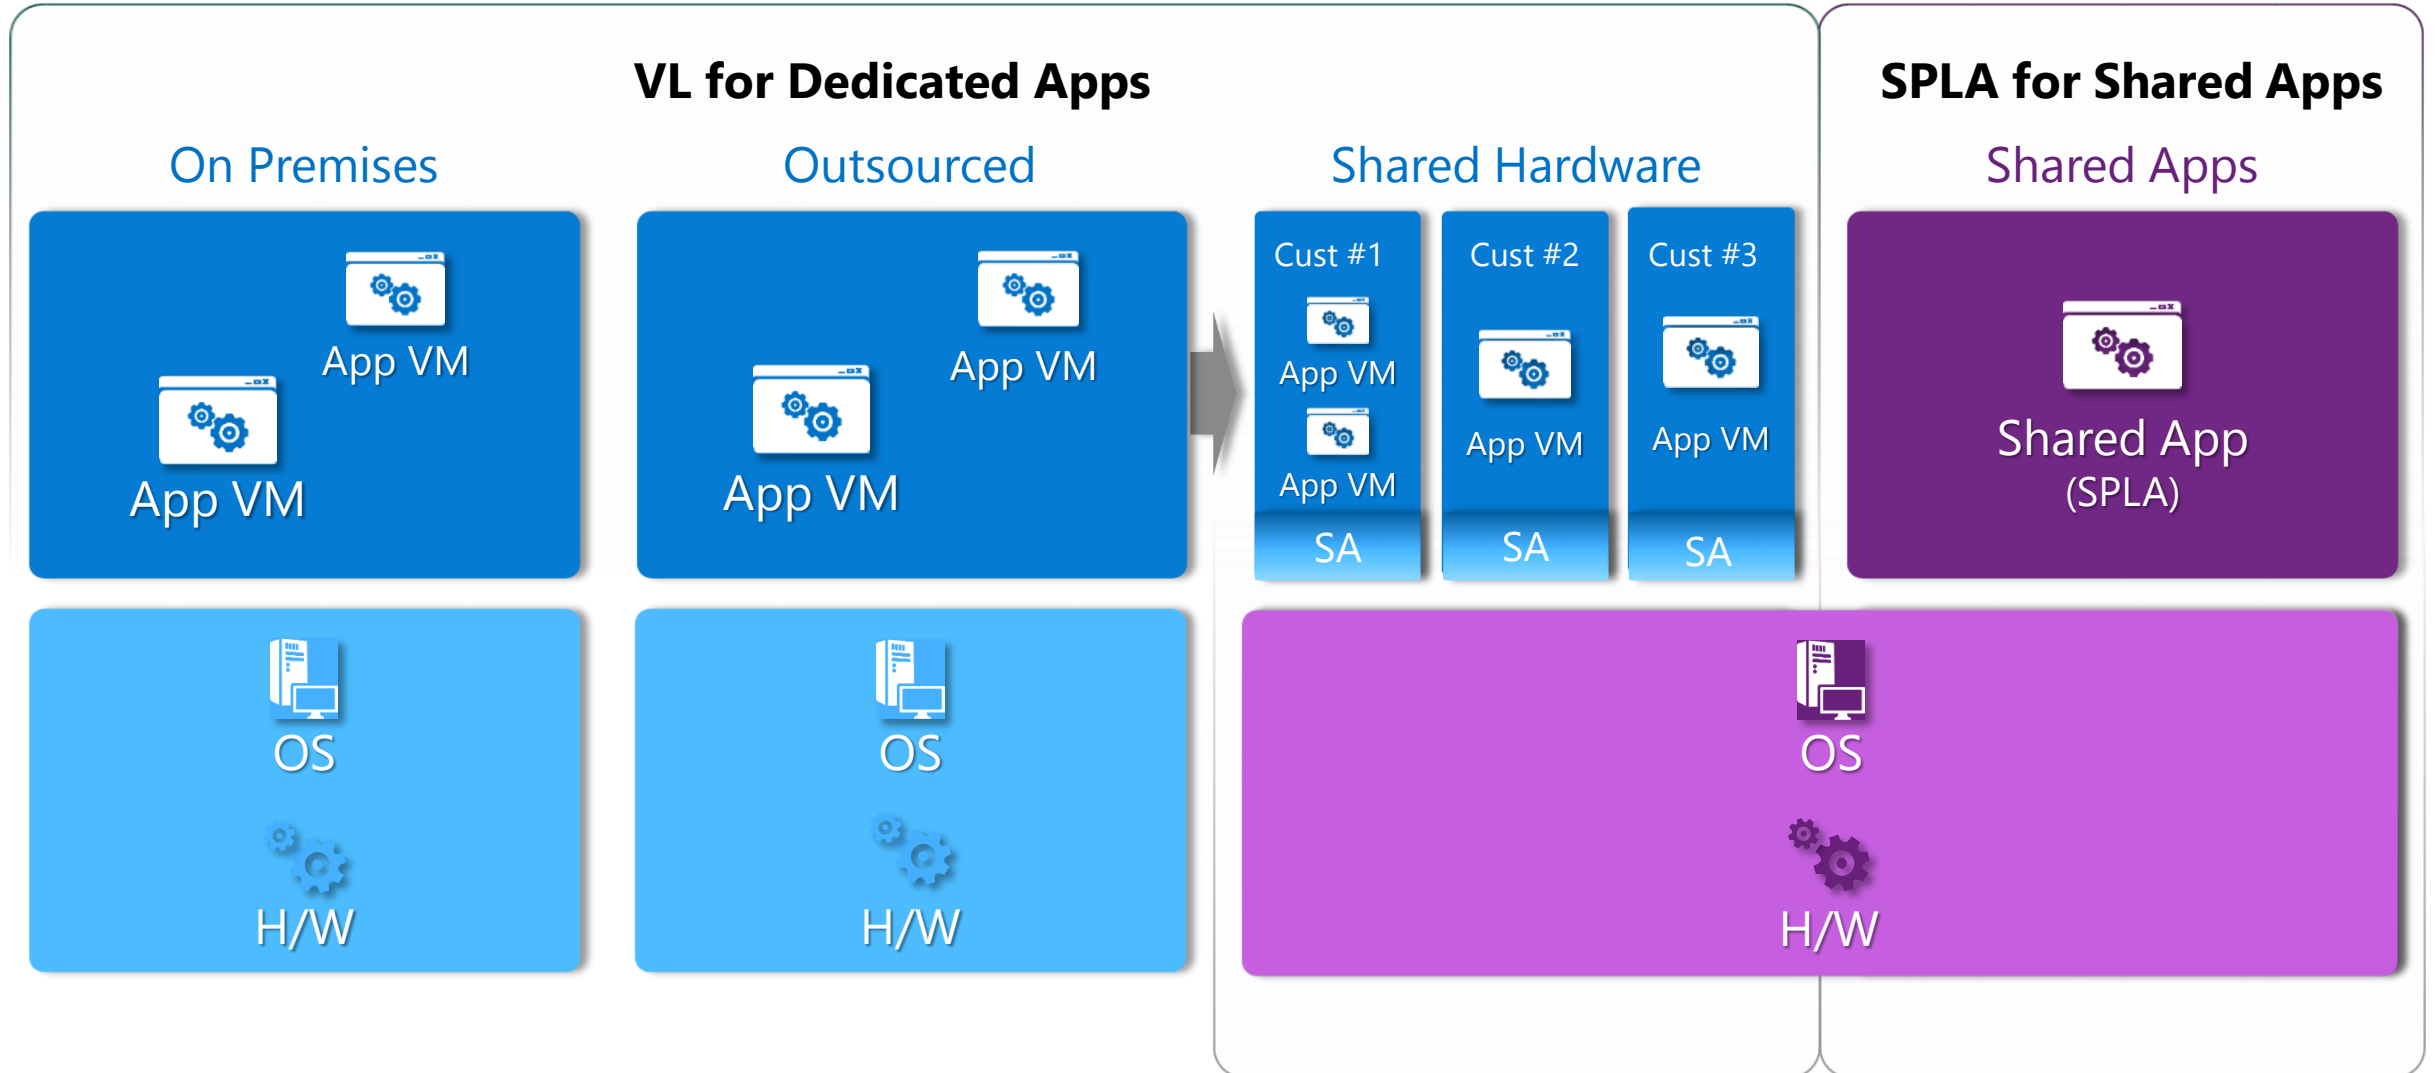 VL for Dedicated Apps
SPLA for Shared Apps
On Premises
Outsourced
Shared Hardware
Shared Apps
App VM
App VM
App VM
App VM
Cust #1
App VM
App VM
SA
Cust #2
App VM
SA
Cust #3
App VM
SA
Shared App
(SPLA)
OS
H/W
OS
H/W
OS
H/W
IaaS